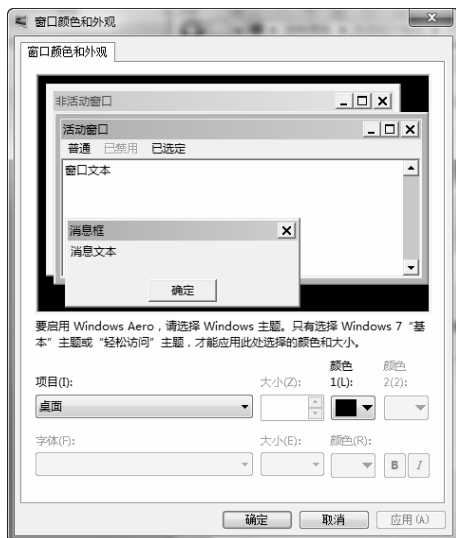 窗口颜色和外观
窗口颜色和外观
非活动窗口
活动窗口
普通 已禁用 已选定
窗口文本
消息框
消息文本
确定
要启用 Windows Aero，请选择 Windows 主题。只有选择 Windows 7 “基
本”主题或“轻松访问”主题，才能应用此处选择的颜色和大小。
颜色 颜色
项目(I): 大小(Z): 1(L): 2(2):
桌面
字体(F): 大小(E): 颜色(R):
B I
确定 取消 应用(A)